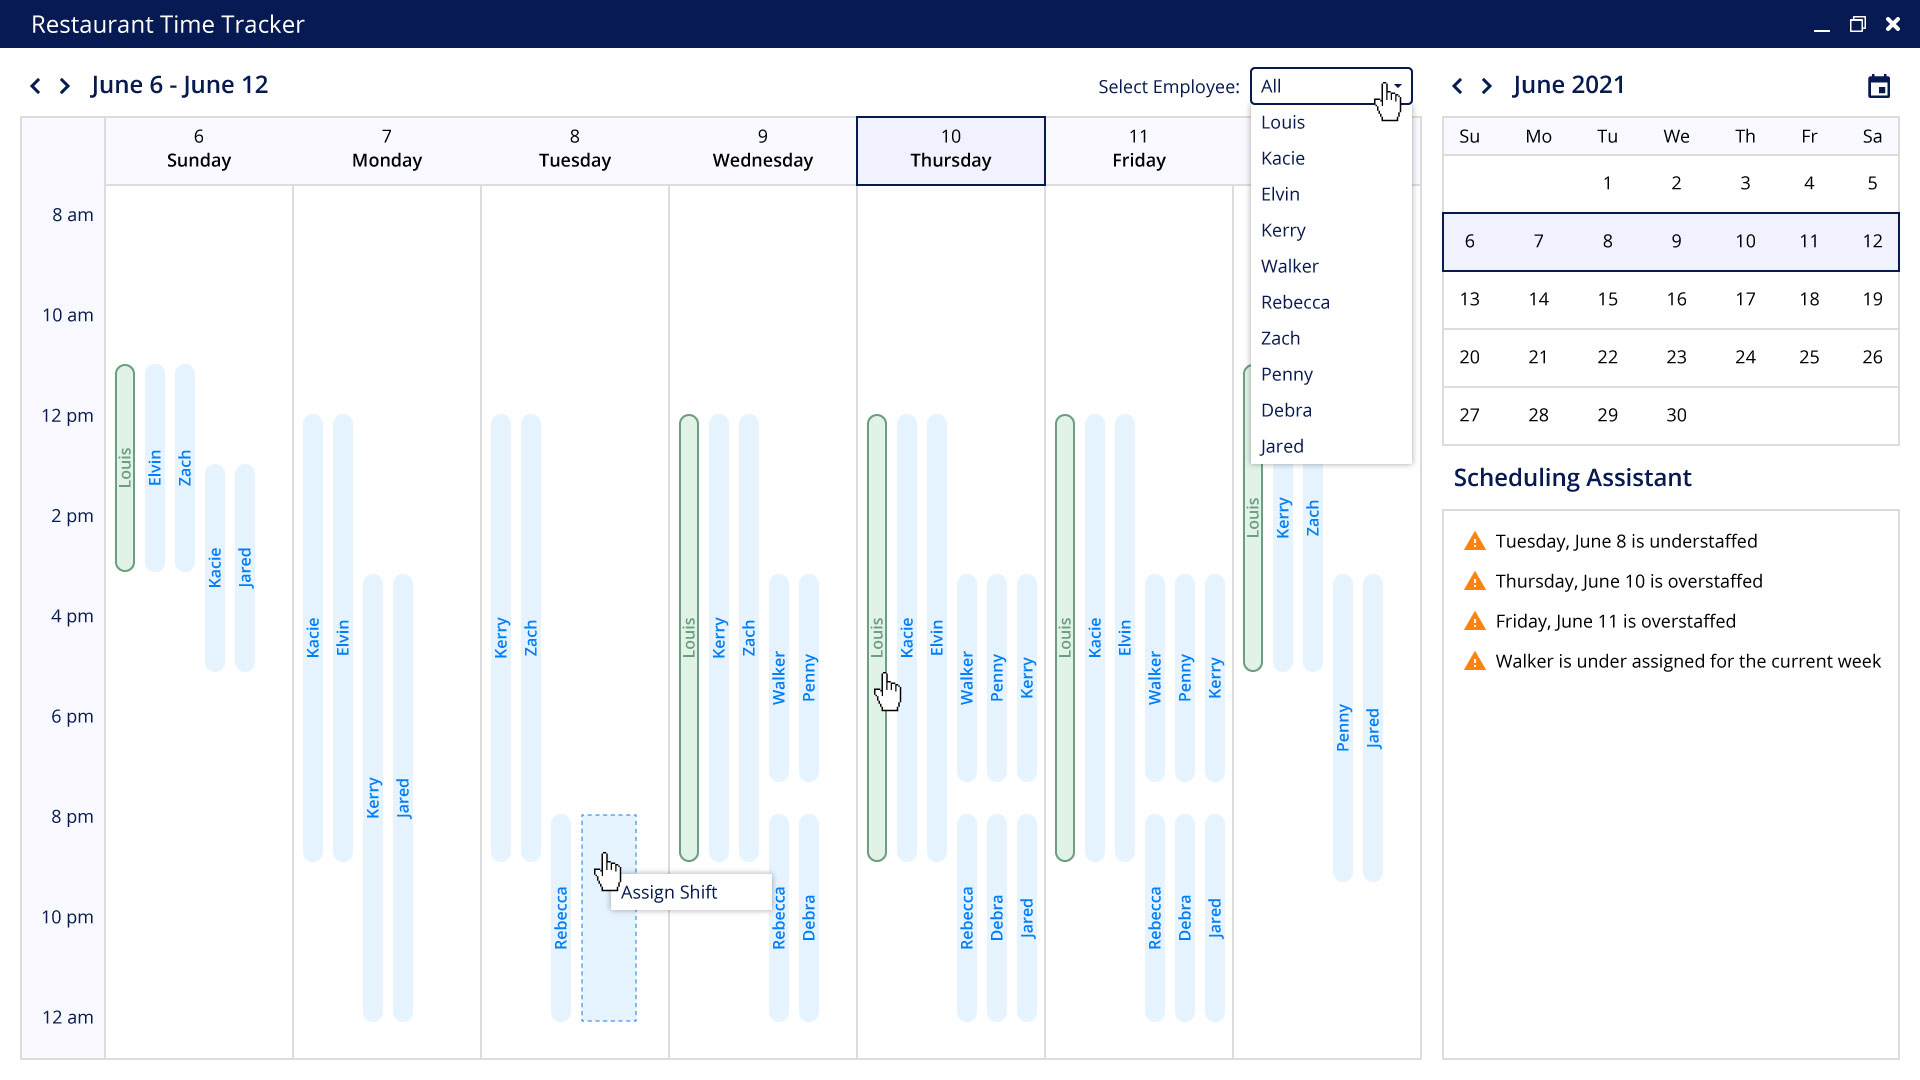 Restaurant Time Tracker
June 6 - June 12
Select Employee: All
Louis
Kacie
Elvin
Kerry
Walker
Rebecca
Zach
Penny
Debra
Jared
6 7 8 9 10 11
Sunday Monday Tuesday Wednesday Thursday Friday
8 am
10 am
12 pm
2 pm
4 pm
6 pm
8 pm
10 pm
12 am
Louis
Elvin
Zach
Kacie
Jared
Kacie
Elvin
Kerry
Jared
Kerry
Zach
Rebecca
Assign Shift
Louis
Kerry
Zach
Walker
Penny
Rebecca
Debra
Louis
Kacie
Elvin
Walker
Penny
Kerry
Rebecca
Debra
Jared
Louis
Kacie
Elvin
Walker
Penny
Kerry
Rebecca
Debra
Jared
Louis
Kerry
Zach
Penny
Jared
June 2021
Su Mo Tu We Th Fr Sa
1 2 3 4 5
6 7 8 9 10 11 12
13 14 15 16 17 18 19
20 21 22 23 24 25 26
27 28 29 30
Scheduling Assistant
Tuesday, June 8 is understaffed
Thursday, June 10 is overstaffed
Friday, June 11 is overstaffed
Walker is under assigned for the current week